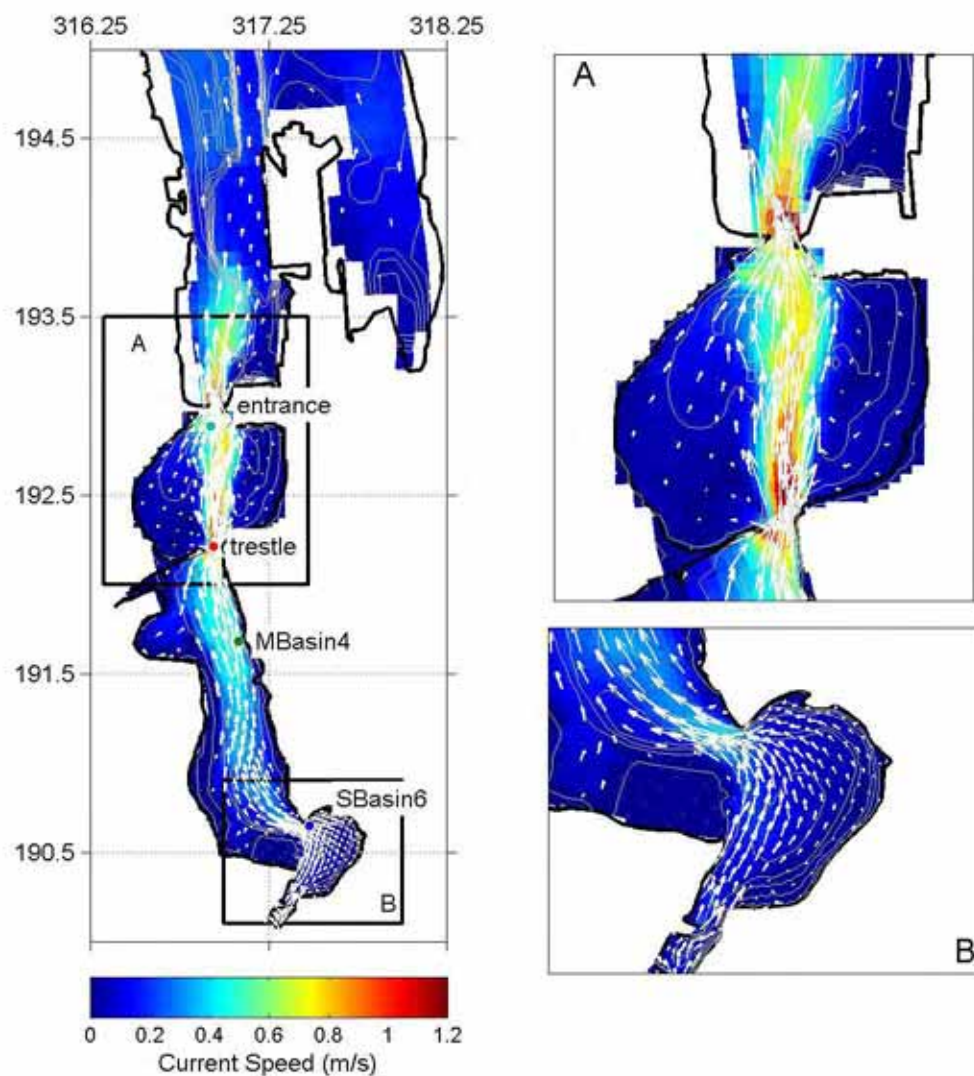 316.25 317.25 318.25
194.5
193.5
192.5
191.5
190.5
A
entrance
trestle
MBasin4
SBasin6
B
0 0.2 0.4 0.6 0.8 1 1.2
Current Speed (m/s)
A
B